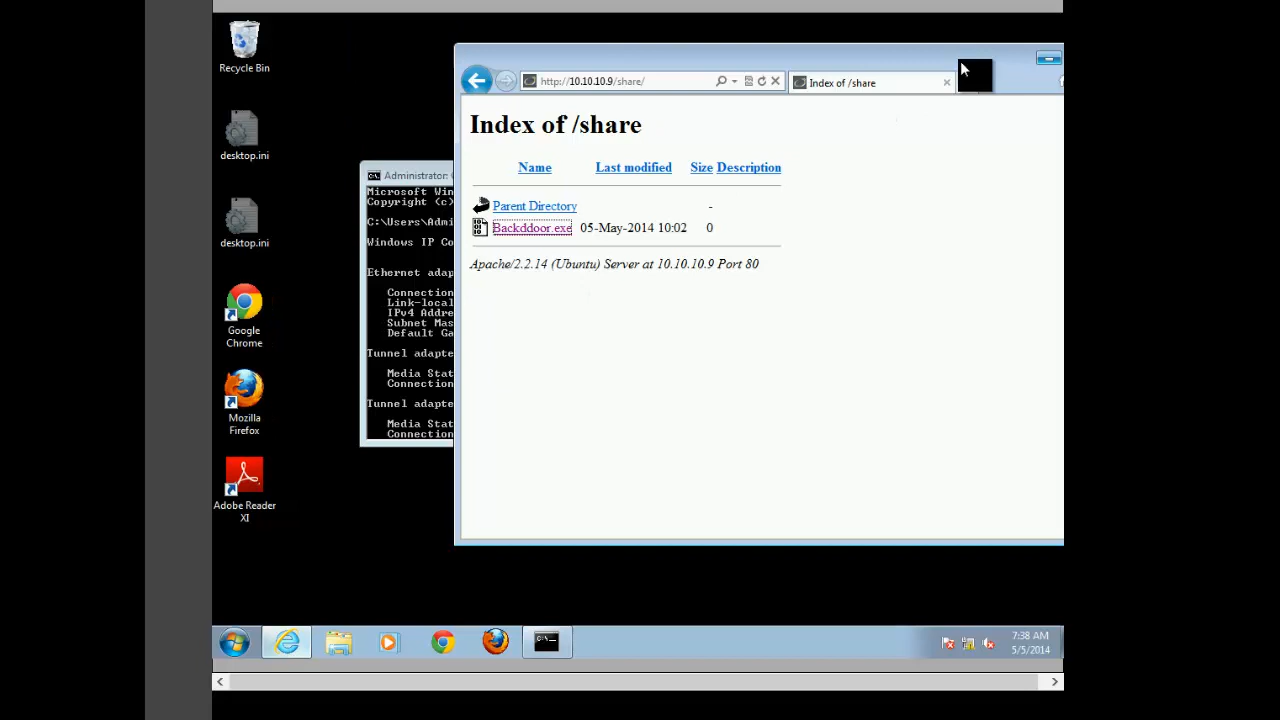 Recycle Bin
desktop.ini
desktop.ini
Google
Chrome
Mozilla
Firefox
Adobe Reader
XI
Administrator:
Microsoft Win
Copyright (c)
C:\Users\Admi
Windows IP Co
Ethernet adap
Connection
Link-local
IPv4 Addre
Subnet Mas
Default Ga
Tunnel adapte
Media Stat
Connection
Tunnel adapte
Media Stat
Connection
http://10.10.10.9/share/
Index of /share
Index of /share
Name Last modified Size Description
Parent Directory -
Backddoor.exe 05-May-2014 10:02 0
Apache/2.2.14 (Ubuntu) Server at 10.10.10.9 Port 80
7:38 AM
5/5/2014